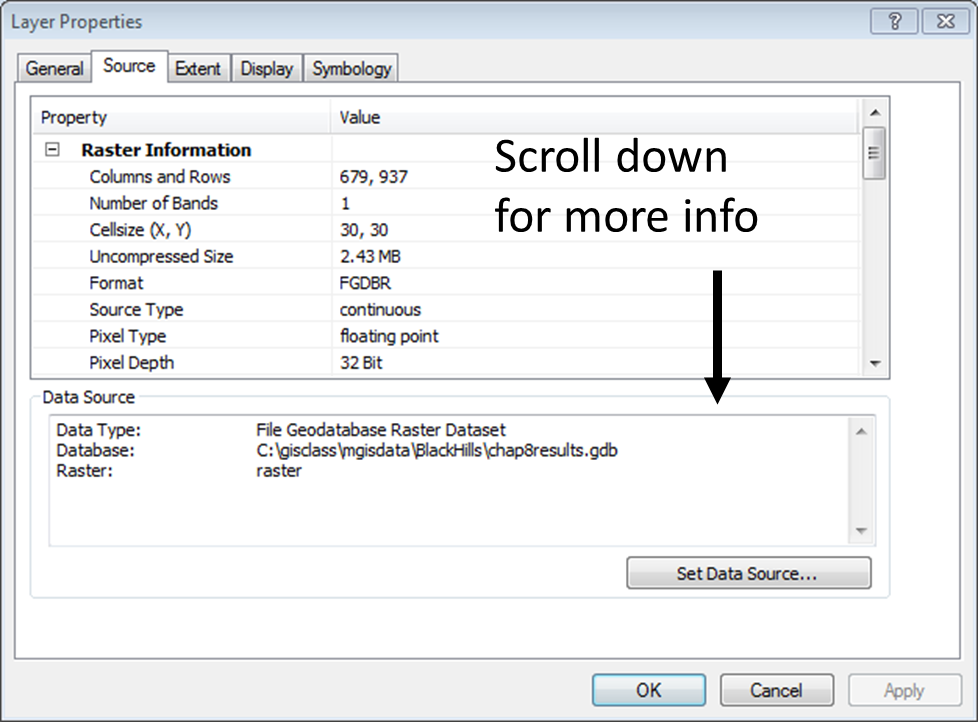 Layer Properties
General Source Extent Display Symbology
Property Value
Raster Information
Columns and Rows 679, 937
Number of Bands 1
Cellsize (X, Y) 30, 30
Uncompressed Size 2.43 MB
Format FGDBR
Source Type continuous
Pixel Type floating point
Pixel Depth 32 Bit
Scroll down
for more info
Data Source
Data Type: File Geodatabase Raster Dataset
Database: C:\gisclass\mgisdata\BlackHills\chap8results.gdb
Raster: raster
Set Data Source...
OK Cancel Apply